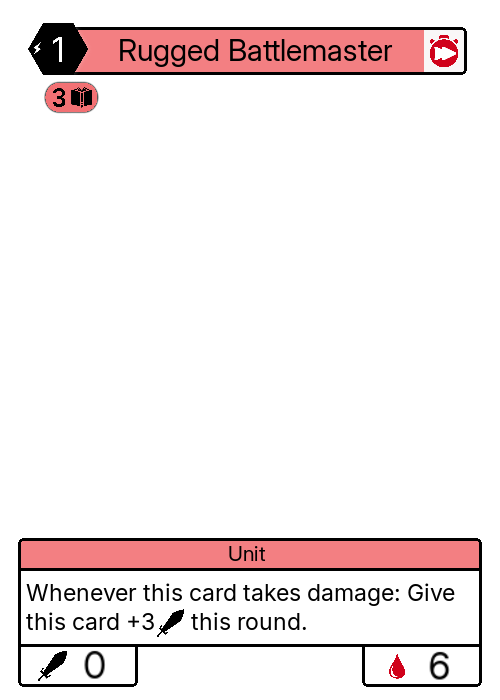 1
Rugged Battlemaster
3
Unit
Whenever this card takes damage: Give
this card +3 this round.
0
6